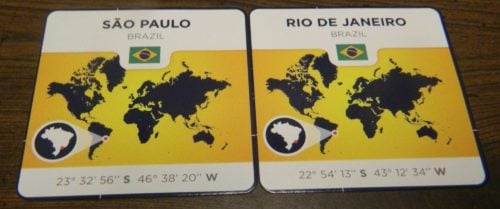 SÃO PAULO
BRAZIL
23° 32' 56'' S 46° 38' 20'' W
RIO DE JANEIRO
BRAZIL
22° 54' 13'' S 43° 12' 34'' W